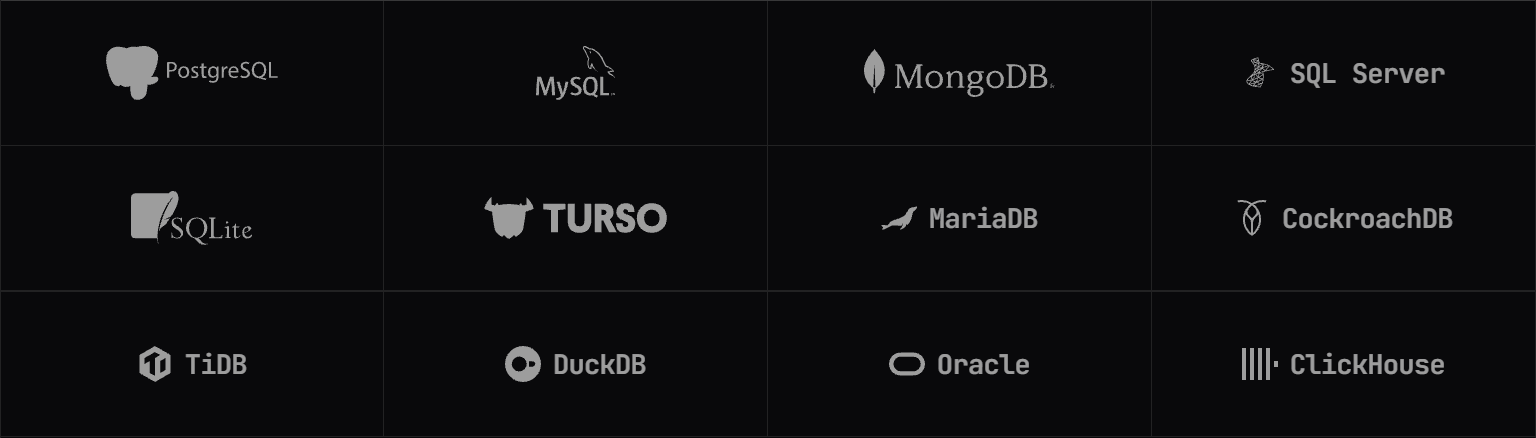 PostgreSQL
MySQL
MongoDB
SQL Server
SQLite
TURSO
MariaDB
CockroachDB
TiDB
DuckDB
Oracle
ClickHouse